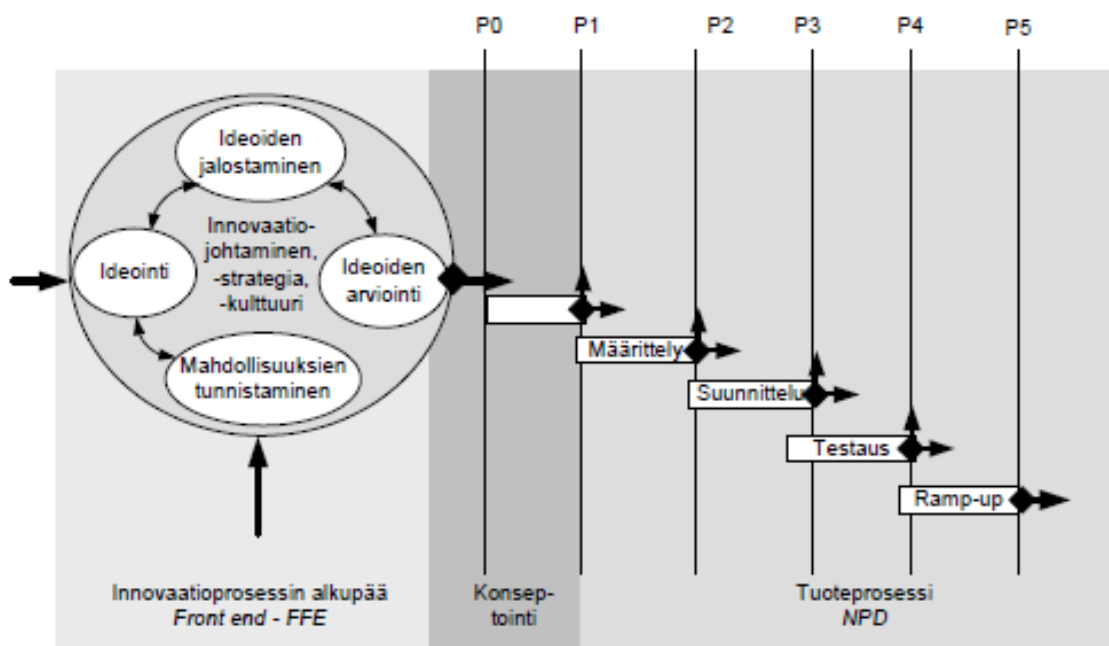 P0 P1 P2 P3 P4 P5
Ideoiden
jalostaminen
Innovaatio-
johtaminen,
-strategia,
-kulttuuri
Ideointi
Ideoiden
arviointi
Mahdollisuuksien
tunnistaminen
Määrittely
Suunnittelu
Testaus
Ramp-up
Innovaatioprosessin alkupää
Front end - FFE
Konsep-
tointi
Tuoteprosessi
NPD